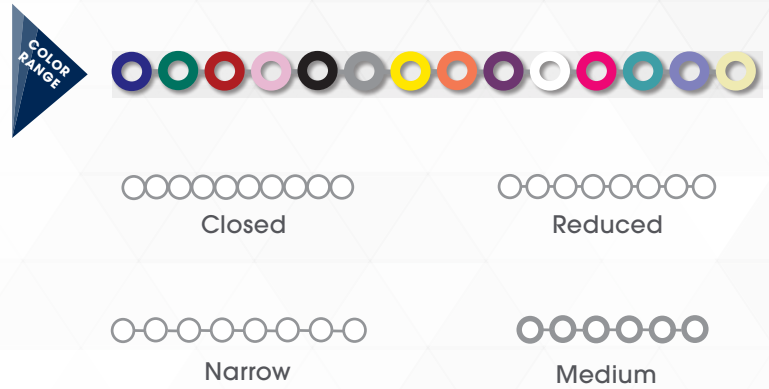 COLOR
RANGE
Closed
Reduced
Narrow
Medium